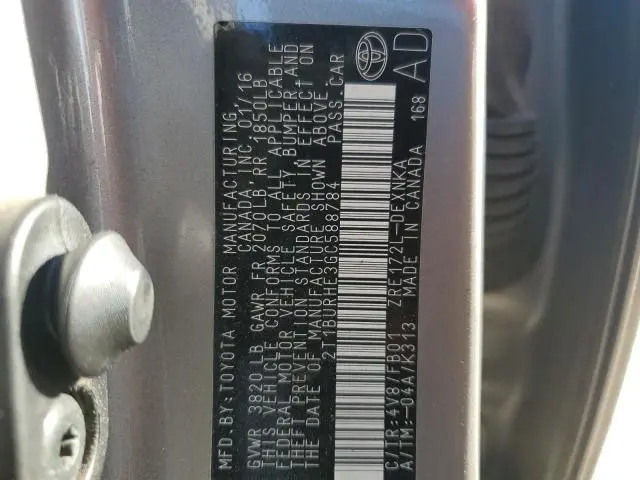 MFD.BY:TOYOTA MOTOR MANUFACTURING
CANADA, INC. 01/16
GVWR 3820LB GAWR FR 2070LB, RR 1850LB
THIS VEHICLE CONFORMS TO ALL APPLICABLE
FEDERAL MOTOR VEHICLE SAFETY, BUMPER, AND
THEFT PREVENTION STANDARDS IN EFFECT ON
THE DATE OF MANUFACTURE SHOWN ABOVE.
2T1BURHE3GC588784 PASS.CAR
C/TR:4V8/FB01 ZRE172L-DEXNKA
A/TM:-04A/K313 MADE IN CANADA 168
AD